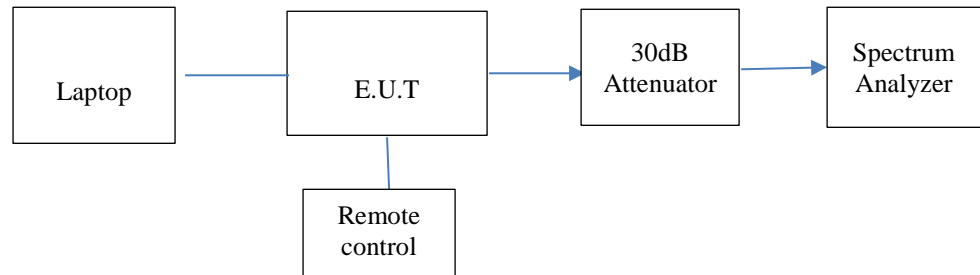 Laptop
E.U.T
30dB
Attenuator
Spectrum
Analyzer
Remote
control